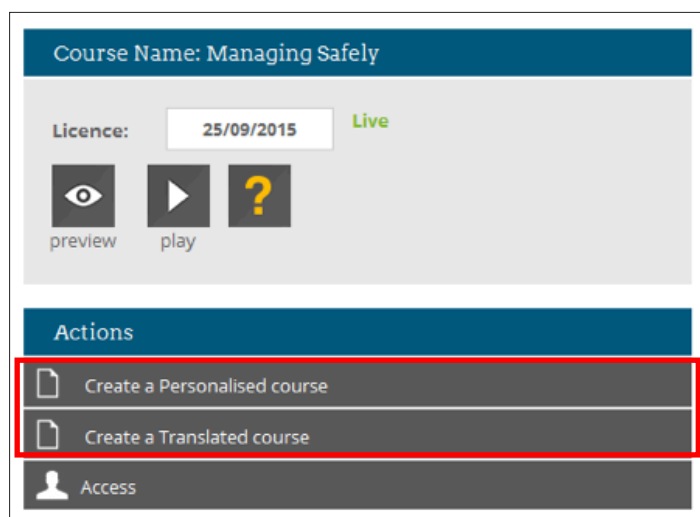 Course Name: Managing Safely
Licence: 25/09/2015 Live
?
preview play
Actions
Create a Personalised course
Create a Translated course
Access